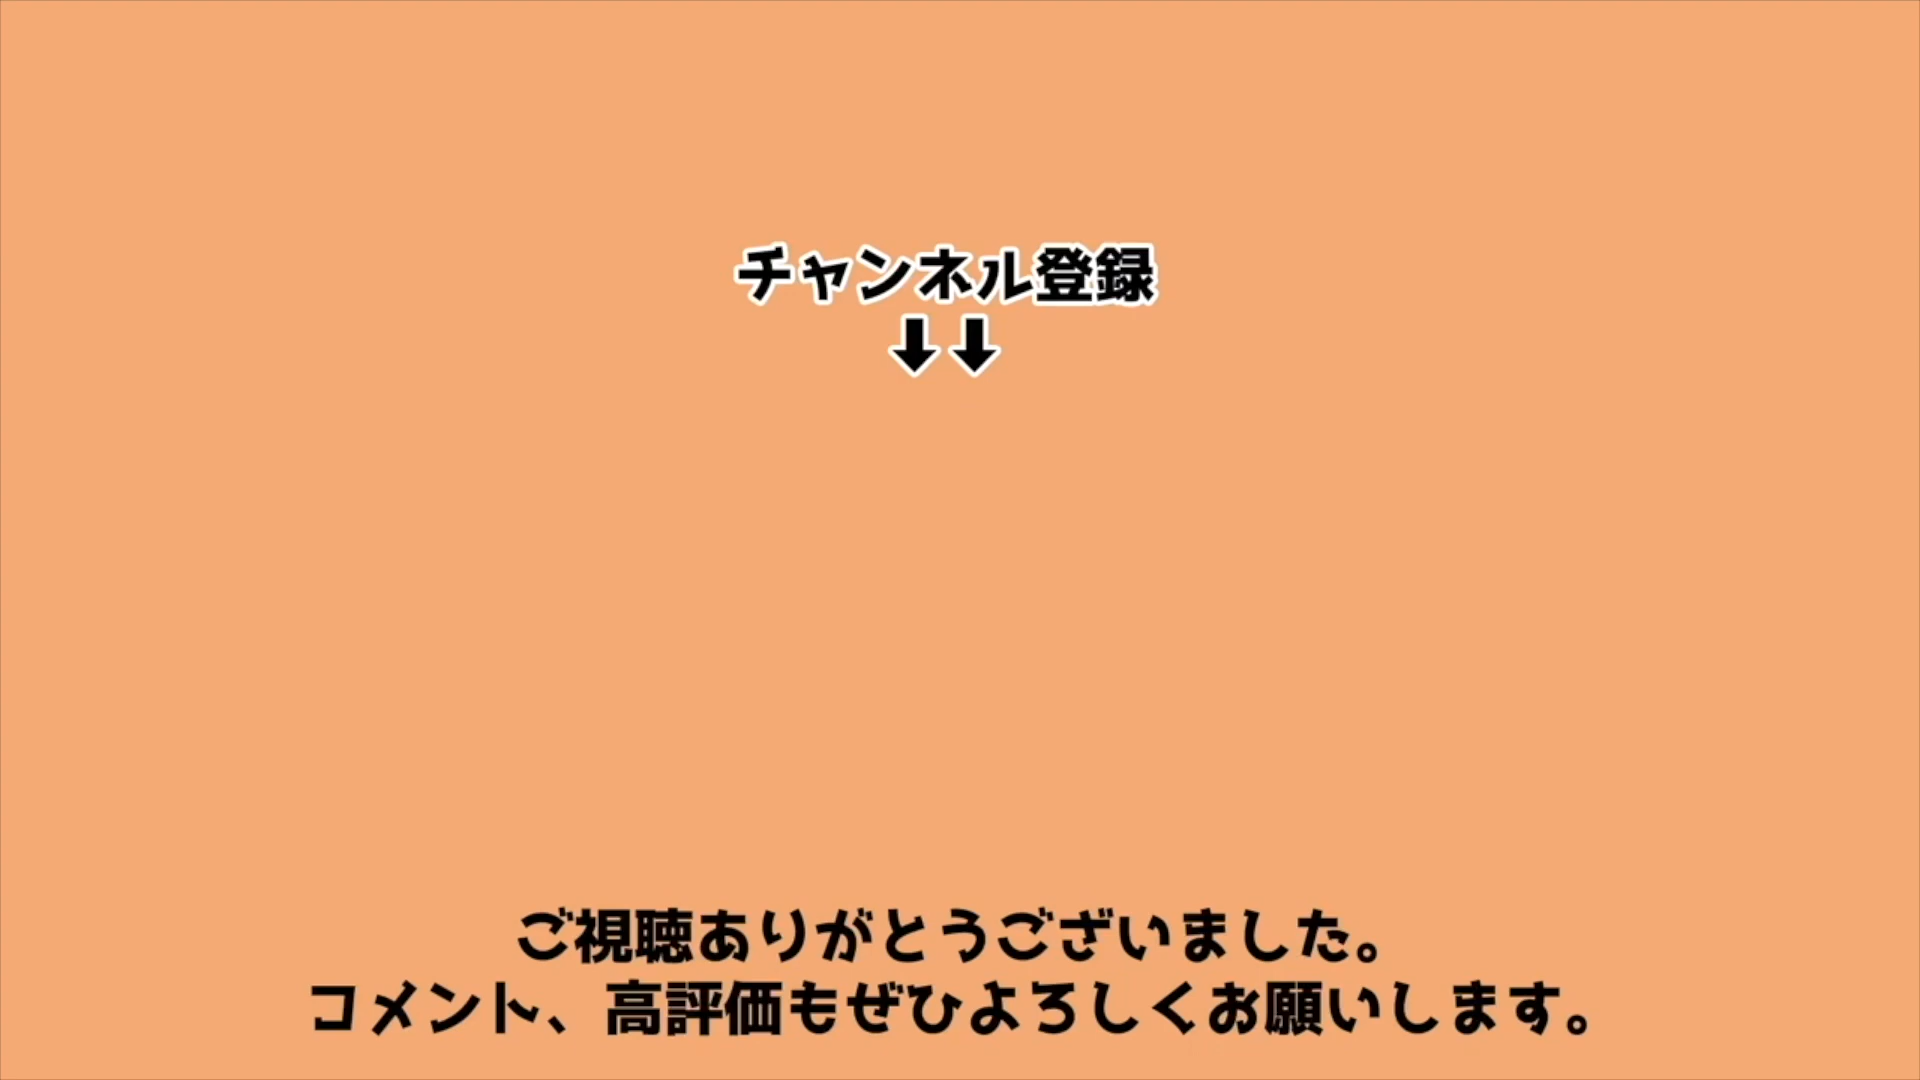 チャンネル登録
⬇⬇
ご視聴ありがとうございました。
コメント、高評価もぜひよろしくお願いします。